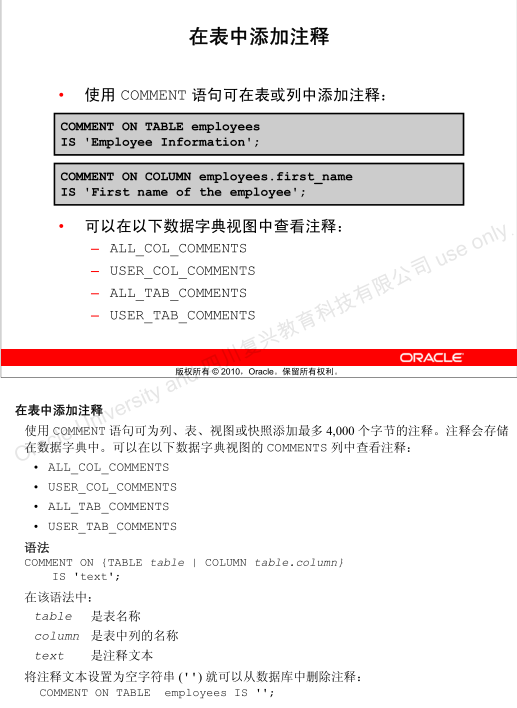 在表中添加注释
• 使用 COMMENT 语句可在表或列中添加注释：
COMMENT ON TABLE employees
IS 'Employee Information';
COMMENT ON COLUMN employees.first_name
IS 'First name of the employee';
• 可以在以下数据字典视图中查看注释：
– ALL_COL_COMMENTS
– USER_COL_COMMENTS
– ALL_TAB_COMMENTS
– USER_TAB_COMMENTS
ORACLE
版权所有 © 2010，Oracle。保留所有权利。
在表中添加注释
使用 COMMENT 语句可为列、表、视图或快照添加最多 4,000 个字节的注释。注释会存储
在数据字典中。可以在以下数据字典视图的 COMMENTS 列中查看注释：
• ALL_COL_COMMENTS
• USER_COL_COMMENTS
• ALL_TAB_COMMENTS
• USER_TAB_COMMENTS
语法
COMMENT ON {TABLE table | COLUMN table.column}
IS 'text';
在该语法中：
table 是表名称
column 是表中列的名称
text 是注释文本
将注释文本设置为空字符串 (' ') 就可以从数据库中删除注释：
COMMENT ON TABLE employees IS '';
University and 四川复兴教育科技有限公司 use only.